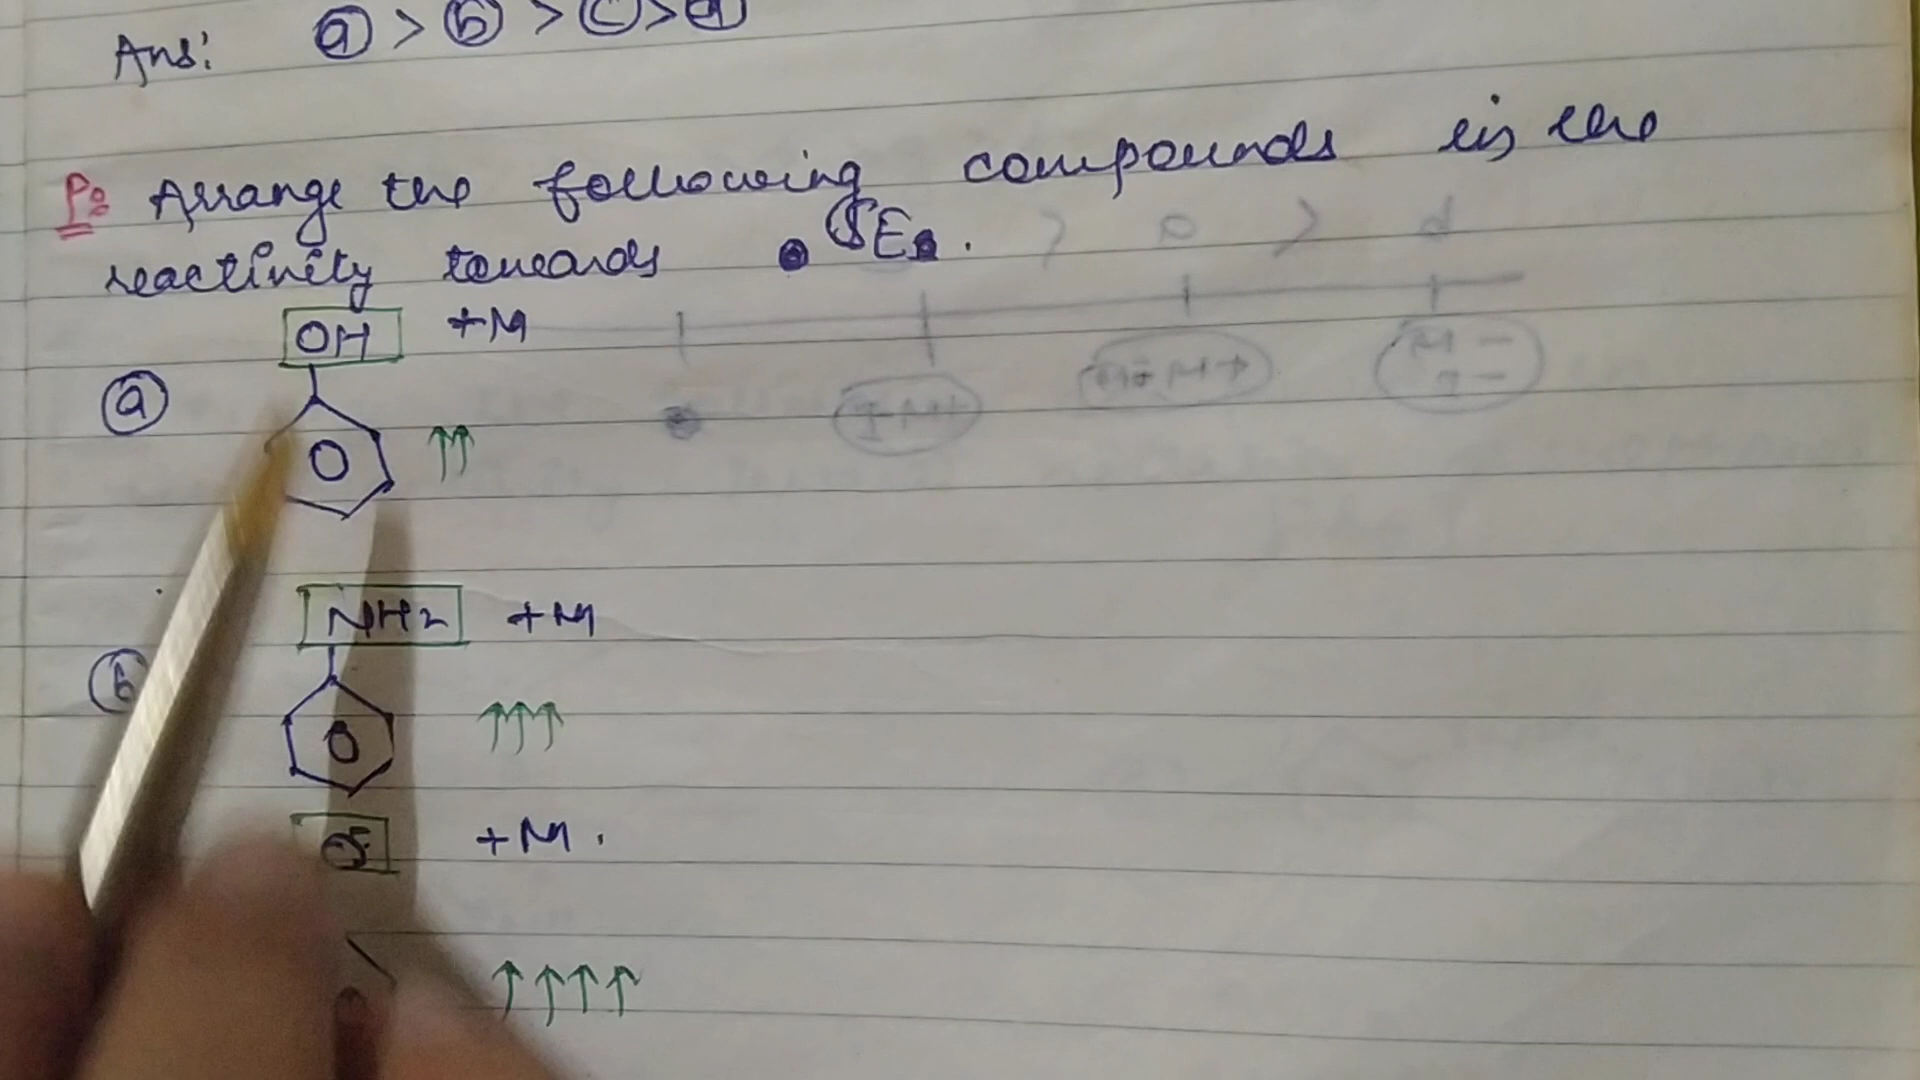 Ans: a > b > c > d
P: Arrange the following compounds in the
reactivity towards SE.
OH +M
a
↑↑
NH2 +M
b
↑↑↑
+M.
↑↑↑↑